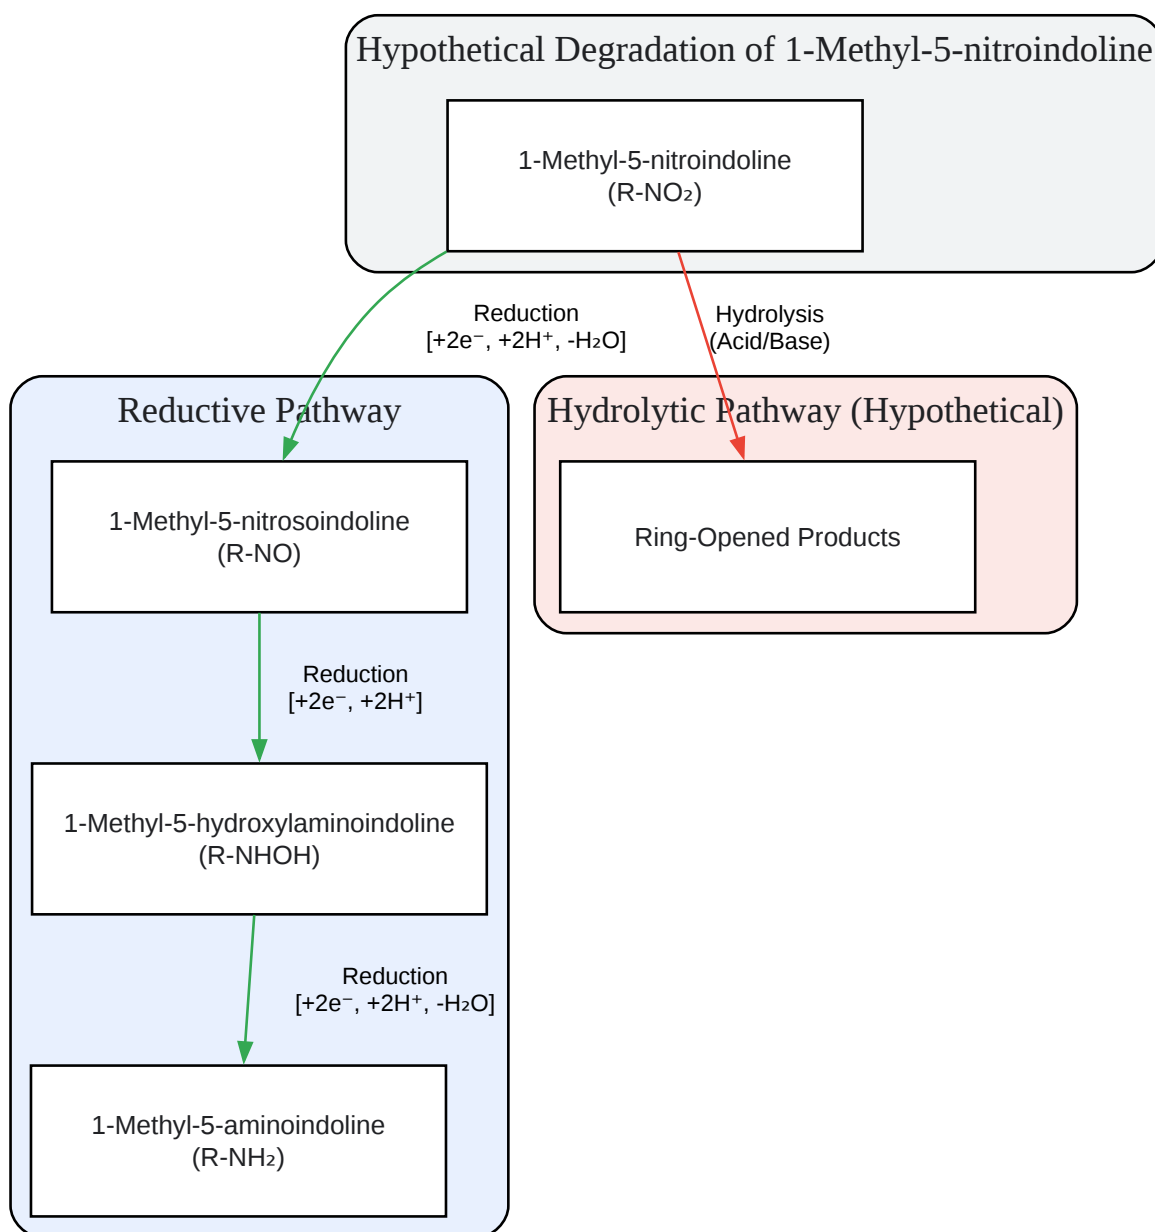 Hypothetical Degradation of 1-Methyl-5-nitroindoline
1-Methyl-5-nitroindoline
(R-NO₂)
Reduction
[+2e⁻, +2H⁺, -H₂O]
Hydrolysis
(Acid/Base)
Reductive Pathway
Hydrolytic Pathway (Hypothetical)
1-Methyl-5-nitrosoindoline
(R-NO)
Ring-Opened Products
Reduction
[+2e⁻, +2H⁺]
1-Methyl-5-hydroxylaminoindoline
(R-NHOH)
Reduction
[+2e⁻, +2H⁺, -H₂O]
1-Methyl-5-aminoindoline
(R-NH₂)